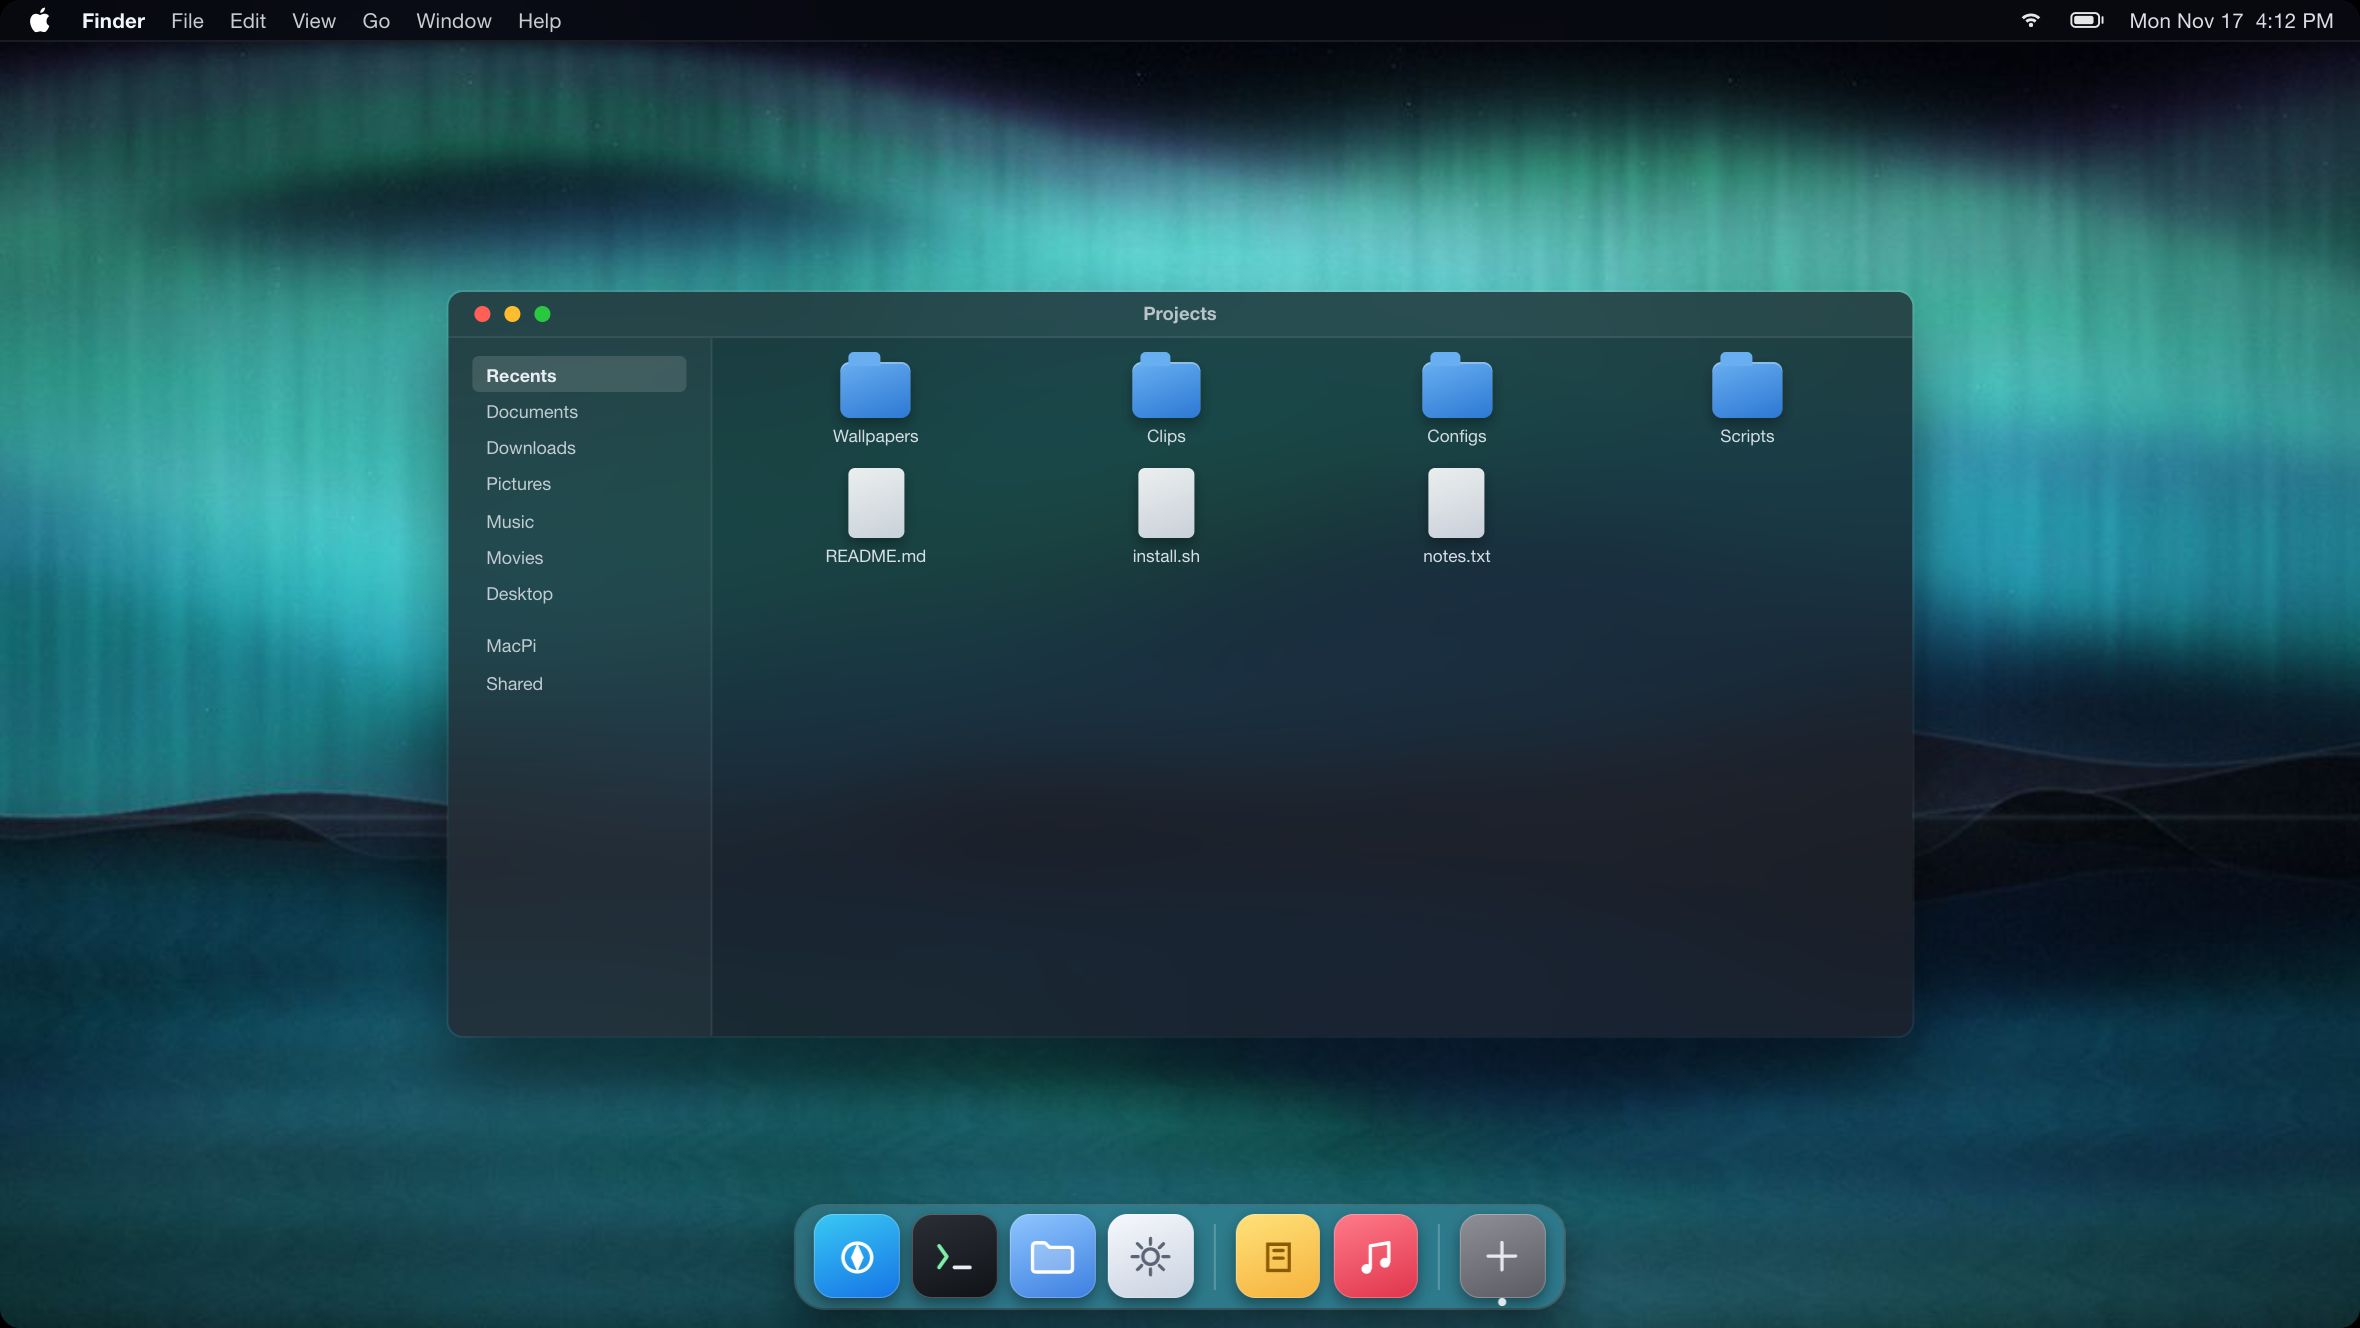 Finder File Edit View Go Window Help Mon Nov 17 4:12 PM
Projects
Recents
Documents
Downloads
Pictures
Music
Movies
Desktop
MacPi
Shared
Wallpapers Clips Configs Scripts
README.md install.sh notes.txt